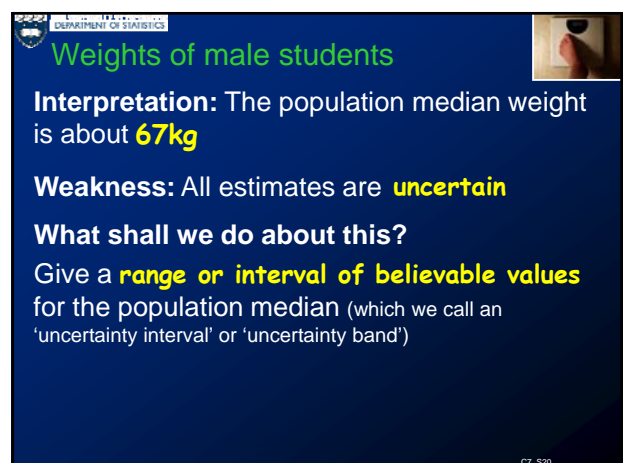 DEPARTMENT OF STATISTICS
Weights of male students
Interpretation: The population median weight
is about 67kg
Weakness: All estimates are uncertain
What shall we do about this?
Give a range or interval of believable values
for the population median (which we call an
‘uncertainty interval’ or ‘uncertainty band’)
C7 S20